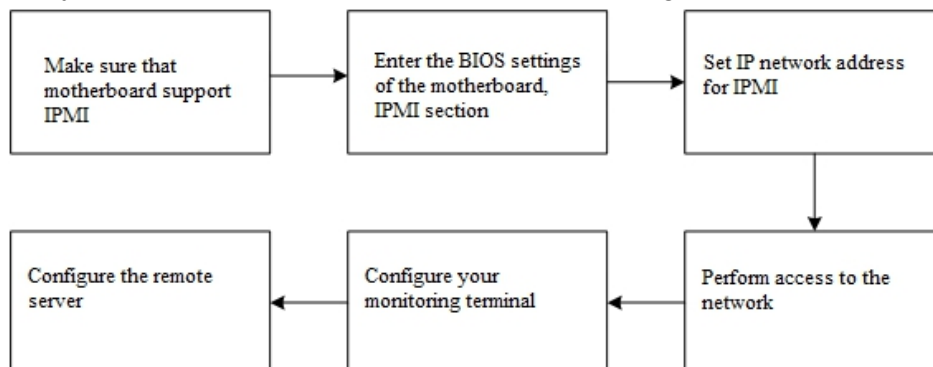 Make sure that
motherboard support
IPMI
Enter the BIOS settings
of the motherboard,
IPMI section
Set IP network address
for IPMI
Perform access to the
network
Configure your
monitoring terminal
Configure the remote
server